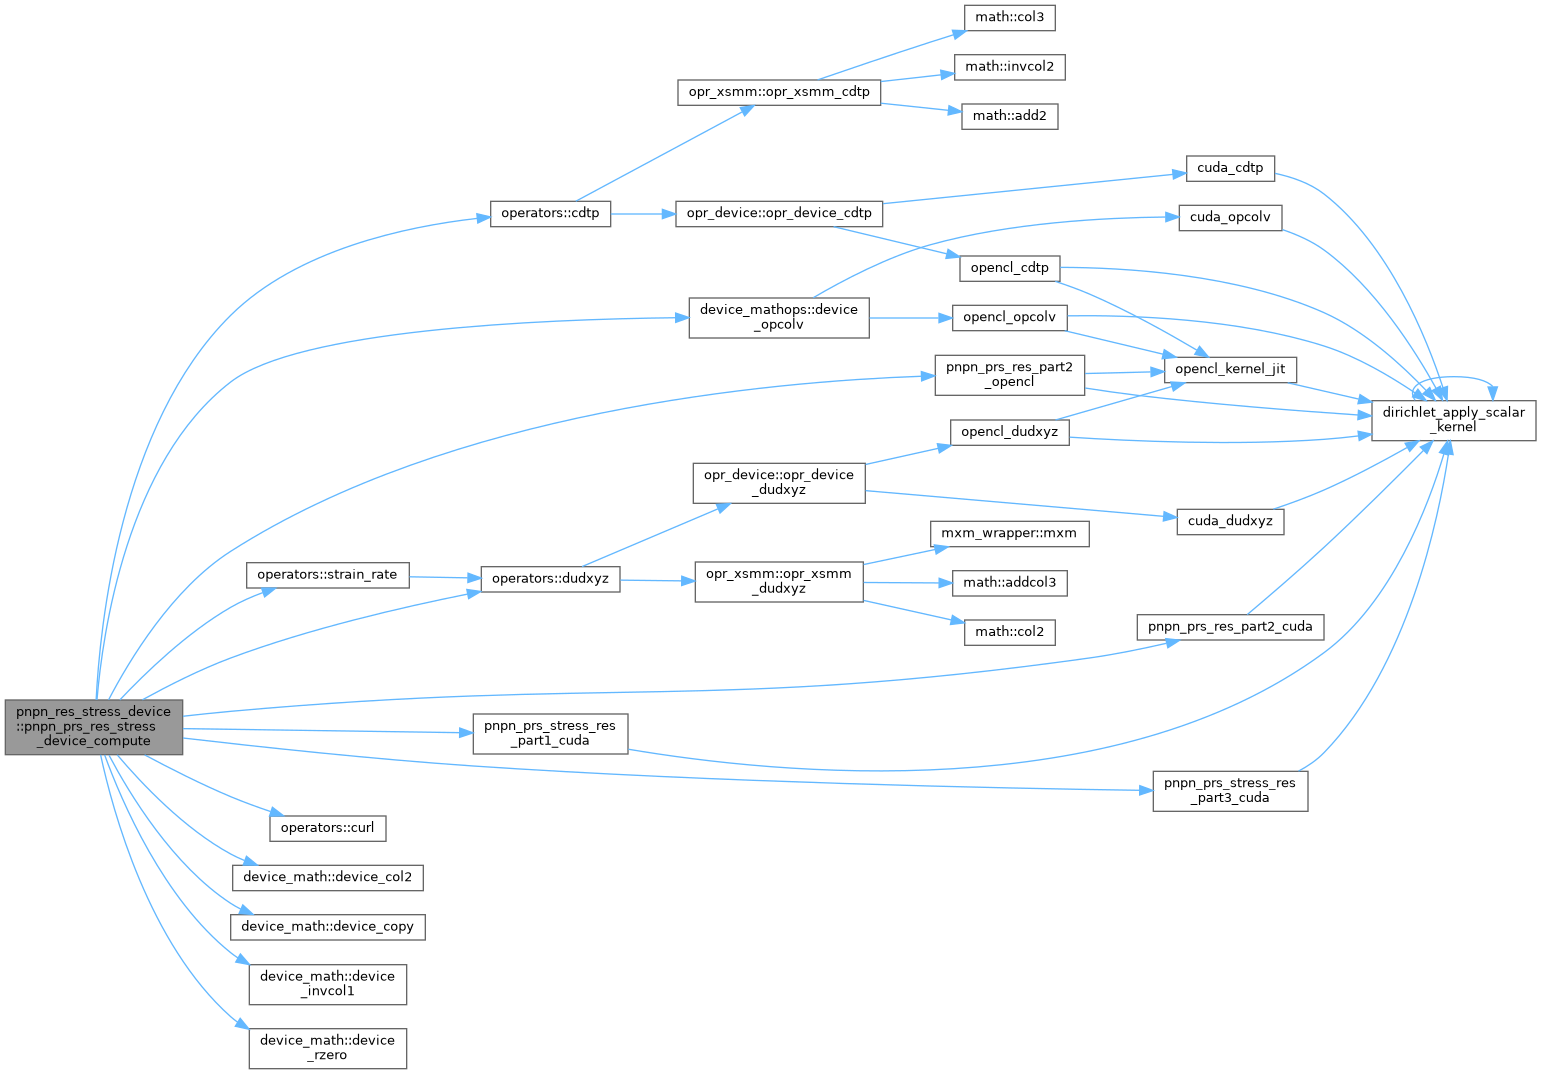 math::col3
math::invcol2
opr_xsmm::opr_xsmm_cdtp
math::add2
cuda_cdtp
operators::cdtp
opr_device::opr_device_cdtp
cuda_opcolv
opencl_cdtp
device_mathops::device
_opcolv
opencl_opcolv
pnpn_prs_res_part2
_opencl
opencl_kernel_jit
dirichlet_apply_scalar
_kernel
opencl_dudxyz
opr_device::opr_device
_dudxyz
cuda_dudxyz
mxm_wrapper::mxm
operators::strain_rate
operators::dudxyz
opr_xsmm::opr_xsmm
_dudxyz
math::addcol3
math::col2
pnpn_prs_res_part2_cuda
pnpn_res_stress_device
::pnpn_prs_res_stress
_device_compute
pnpn_prs_stress_res
_part1_cuda
pnpn_prs_stress_res
_part3_cuda
operators::curl
device_math::device_col2
device_math::device_copy
device_math::device
_invcol1
device_math::device
_rzero